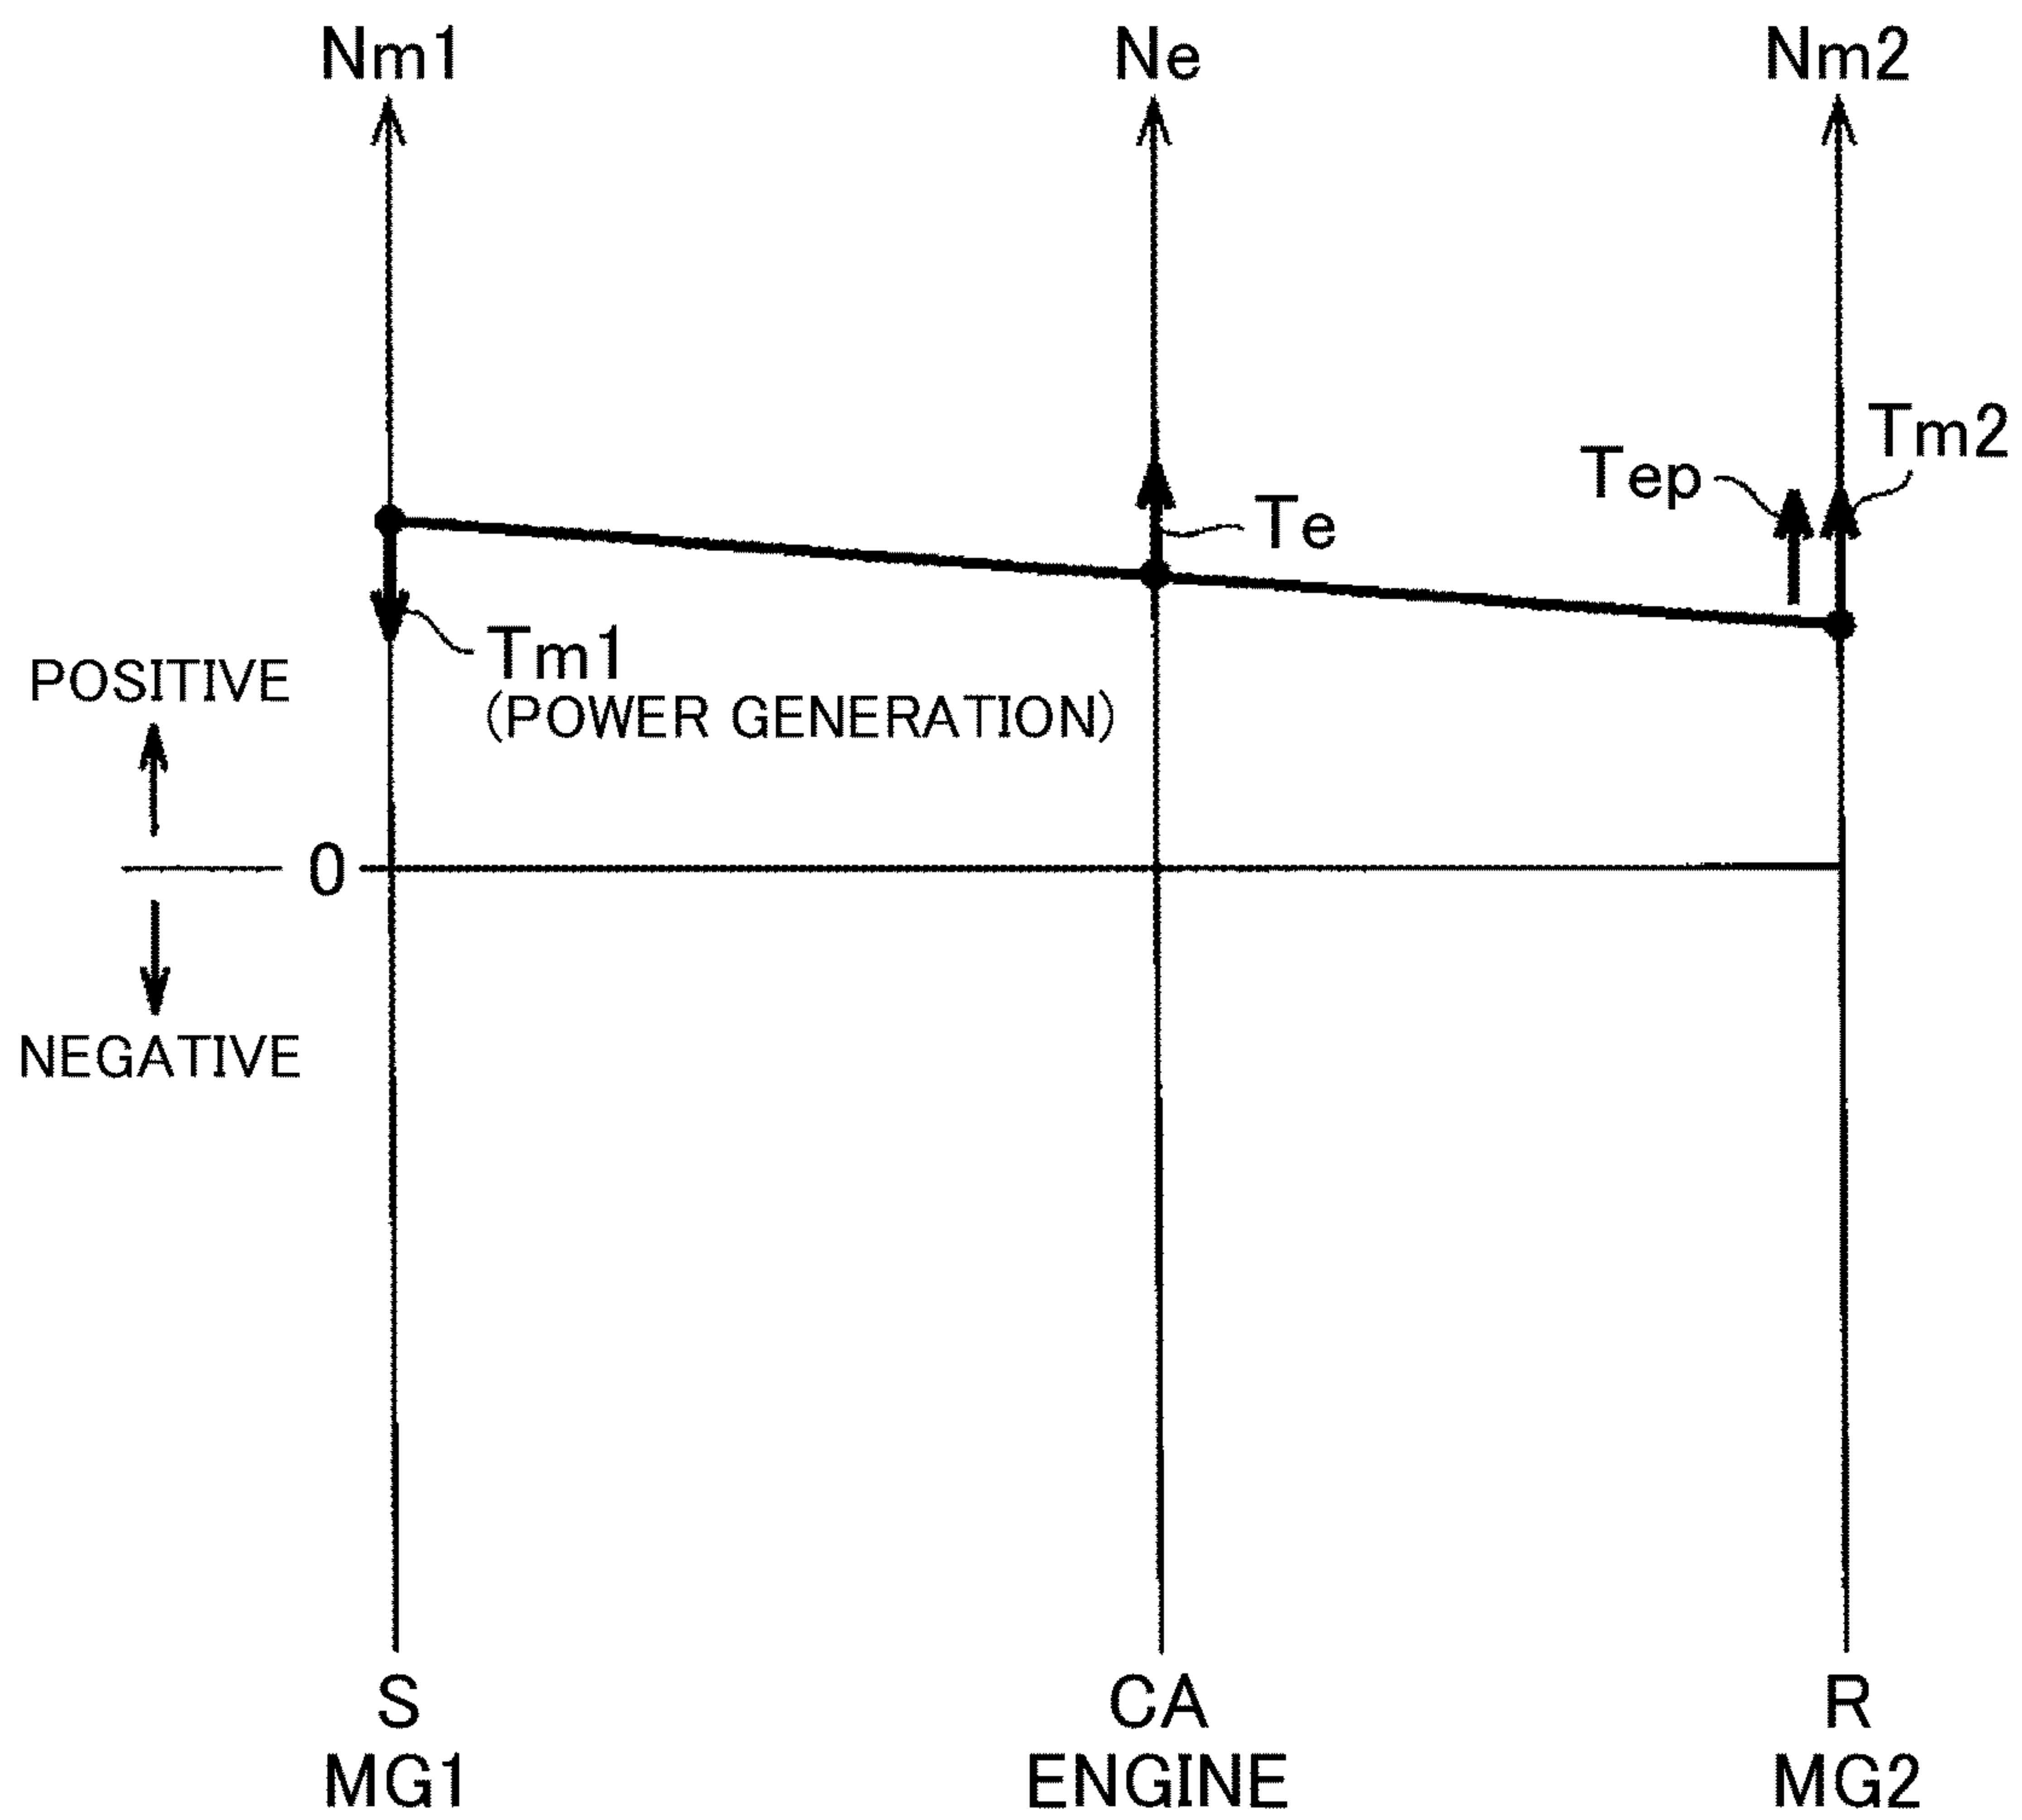 Nm1 Ne Nm2
Tm2
Tep
Te
Tm1
(POWER GENERATION)
POSITIVE
0
NEGATIVE
S CA R
MG1 ENGINE MG2